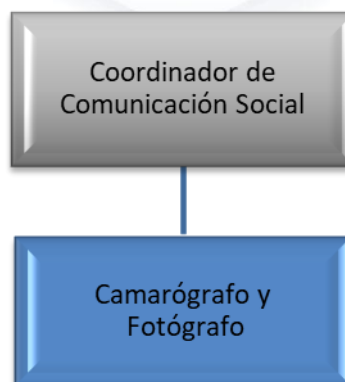 Coordinador de
Comunicación Social
Camarógrafo y
Fotógrafo